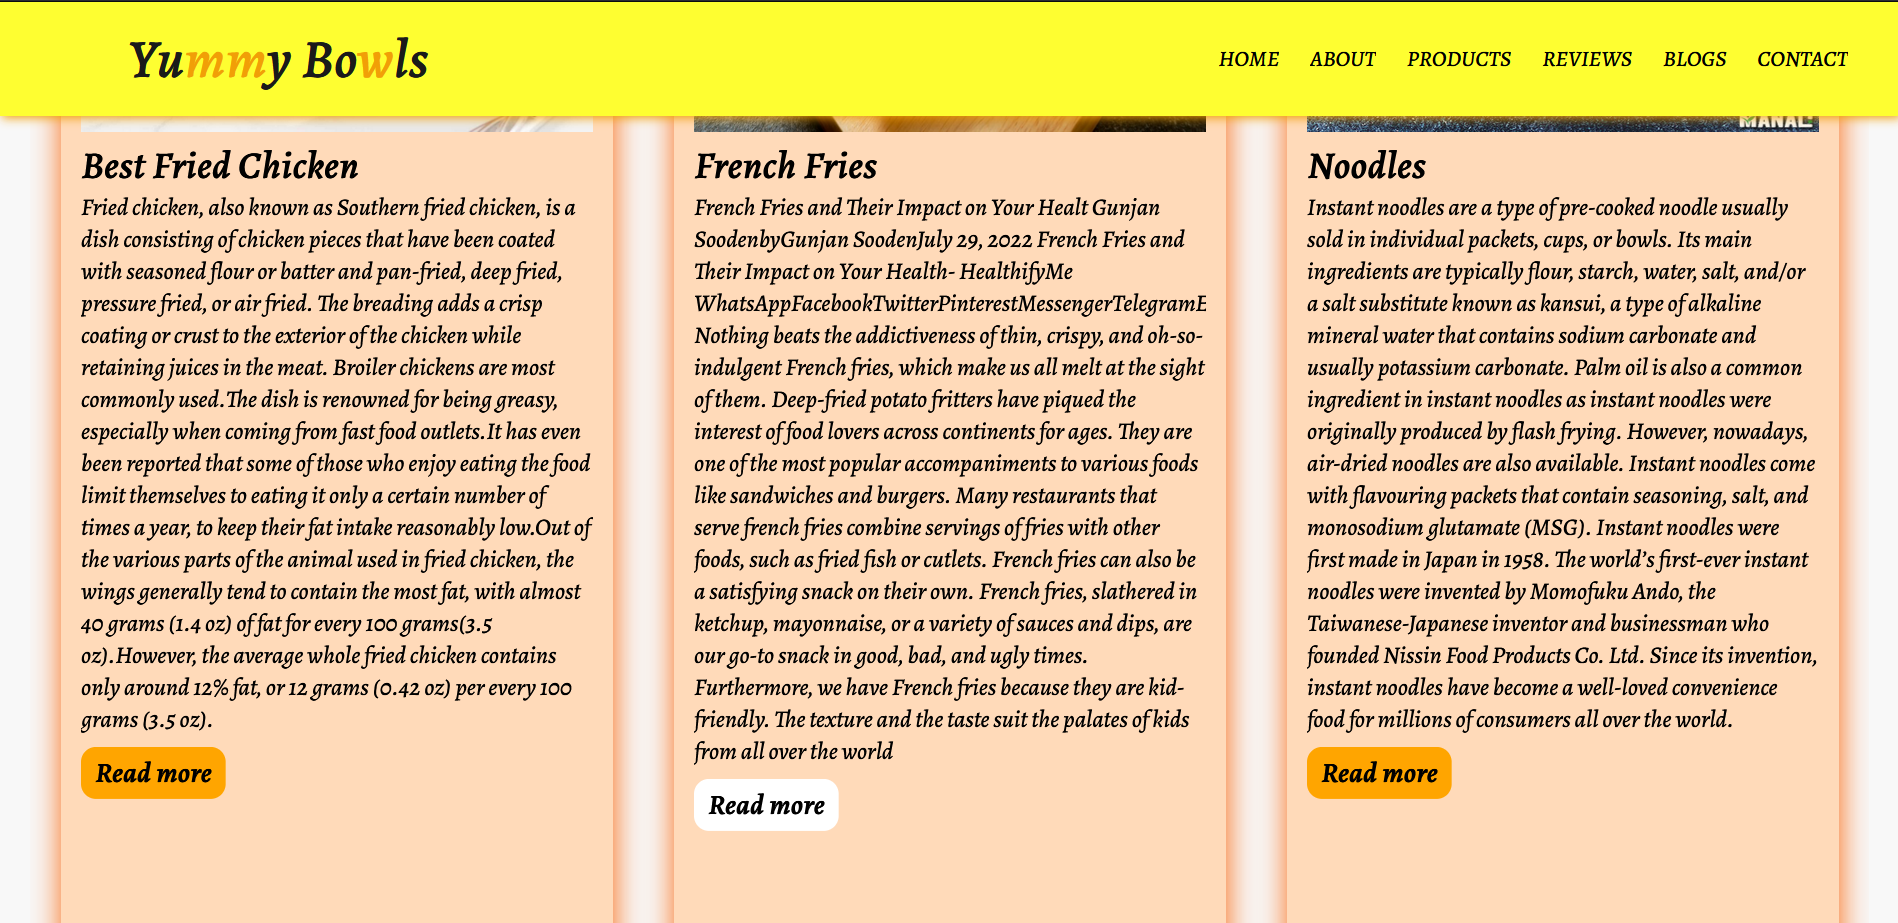 Yummy Bowls
HOME ABOUT PRODUCTS REVIEWS BLOGS CONTACT
MANAL
Best Fried Chicken
Fried chicken, also known as Southern fried chicken, is a
dish consisting of chicken pieces that have been coated
with seasoned flour or batter and pan-fried, deep fried,
pressure fried, or air fried. The breading adds a crisp
coating or crust to the exterior of the chicken while
retaining juices in the meat. Broiler chickens are most
commonly used.The dish is renowned for being greasy,
especially when coming from fast food outlets.It has even
been reported that some of those who enjoy eating the food
limit themselves to eating it only a certain number of
times a year, to keep their fat intake reasonably low.Out of
the various parts of the animal used in fried chicken, the
wings generally tend to contain the most fat, with almost
40 grams (1.4 oz) of fat for every 100 grams(3.5
oz).However, the average whole fried chicken contains
only around 12% fat, or 12 grams (0.42 oz) per every 100
grams (3.5 oz).
Read more
French Fries
French Fries and Their Impact on Your Healt Gunjan
SoodenbyGunjan SoodenJuly 29, 2022 French Fries and
Their Impact on Your Health- HealthifyMe
WhatsAppFacebookTwitterPinterestMessengerTelegramE
Nothing beats the addictiveness of thin, crispy, and oh-so-
indulgent French fries, which make us all melt at the sight
of them. Deep-fried potato fritters have piqued the
interest of food lovers across continents for ages. They are
one of the most popular accompaniments to various foods
like sandwiches and burgers. Many restaurants that
serve french fries combine servings of fries with other
foods, such as fried fish or cutlets. French fries can also be
a satisfying snack on their own. French fries, slathered in
ketchup, mayonnaise, or a variety of sauces and dips, are
our go-to snack in good, bad, and ugly times.
Furthermore, we have French fries because they are kid-
friendly. The texture and the taste suit the palates of kids
from all over the world
Read more
Noodles
Instant noodles are a type of pre-cooked noodle usually
sold in individual packets, cups, or bowls. Its main
ingredients are typically flour, starch, water, salt, and/or
a salt substitute known as kansui, a type of alkaline
mineral water that contains sodium carbonate and
usually potassium carbonate. Palm oil is also a common
ingredient in instant noodles as instant noodles were
originally produced by flash frying. However, nowadays,
air-dried noodles are also available. Instant noodles come
with flavouring packets that contain seasoning, salt, and
monosodium glutamate (MSG). Instant noodles were
first made in Japan in 1958. The world's first-ever instant
noodles were invented by Momofuku Ando, the
Taiwanese-Japanese inventor and businessman who
founded Nissin Food Products Co. Ltd. Since its invention,
instant noodles have become a well-loved convenience
food for millions of consumers all over the world.
Read more